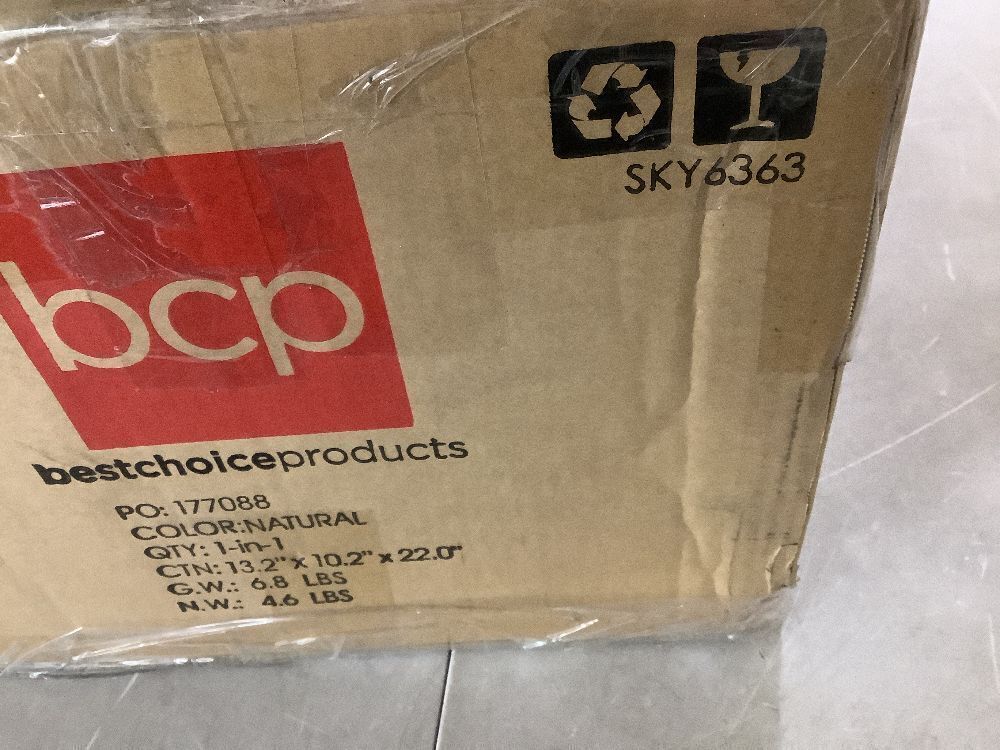 SKY6363
bcp
bestchoiceproducts
PO: 177088
COLOR:NATURAL
QTY: 1-in-1
CTN: 13.2" x 10.2" x 22.0"
G.W.: 6.8 LBS
N.W.: 4.6 LBS